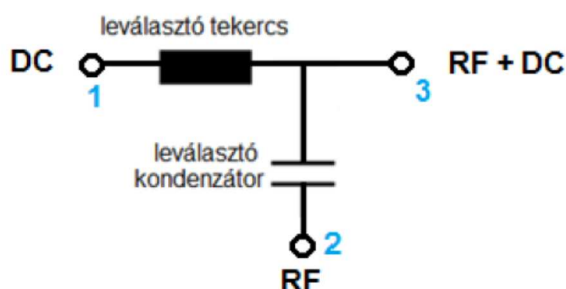 leválasztó tekercs
DC
1
3
RF + DC
leválasztó
kondenzátor
2
RF